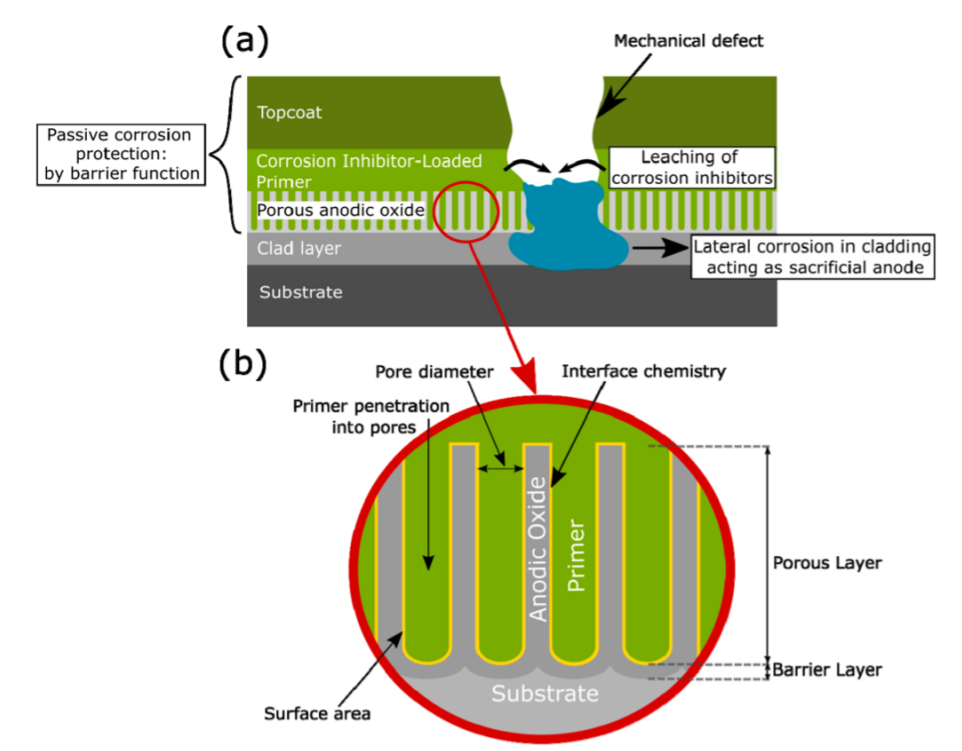 (a)
Mechanical defect
Topcoat
Passive corrosion
protection:
by barrier function
Corrosion Inhibitor-Loaded
Primer
Leaching of
corrosion inhibitors
Porous anodic oxide
Clad layer
Lateral corrosion in cladding
acting as sacrificial anode
Substrate
(b)
Pore diameter
Interface chemistry
Primer penetration
into pores
Anodic Oxide
Primer
Porous Layer
Barrier Layer
Substrate
Surface area